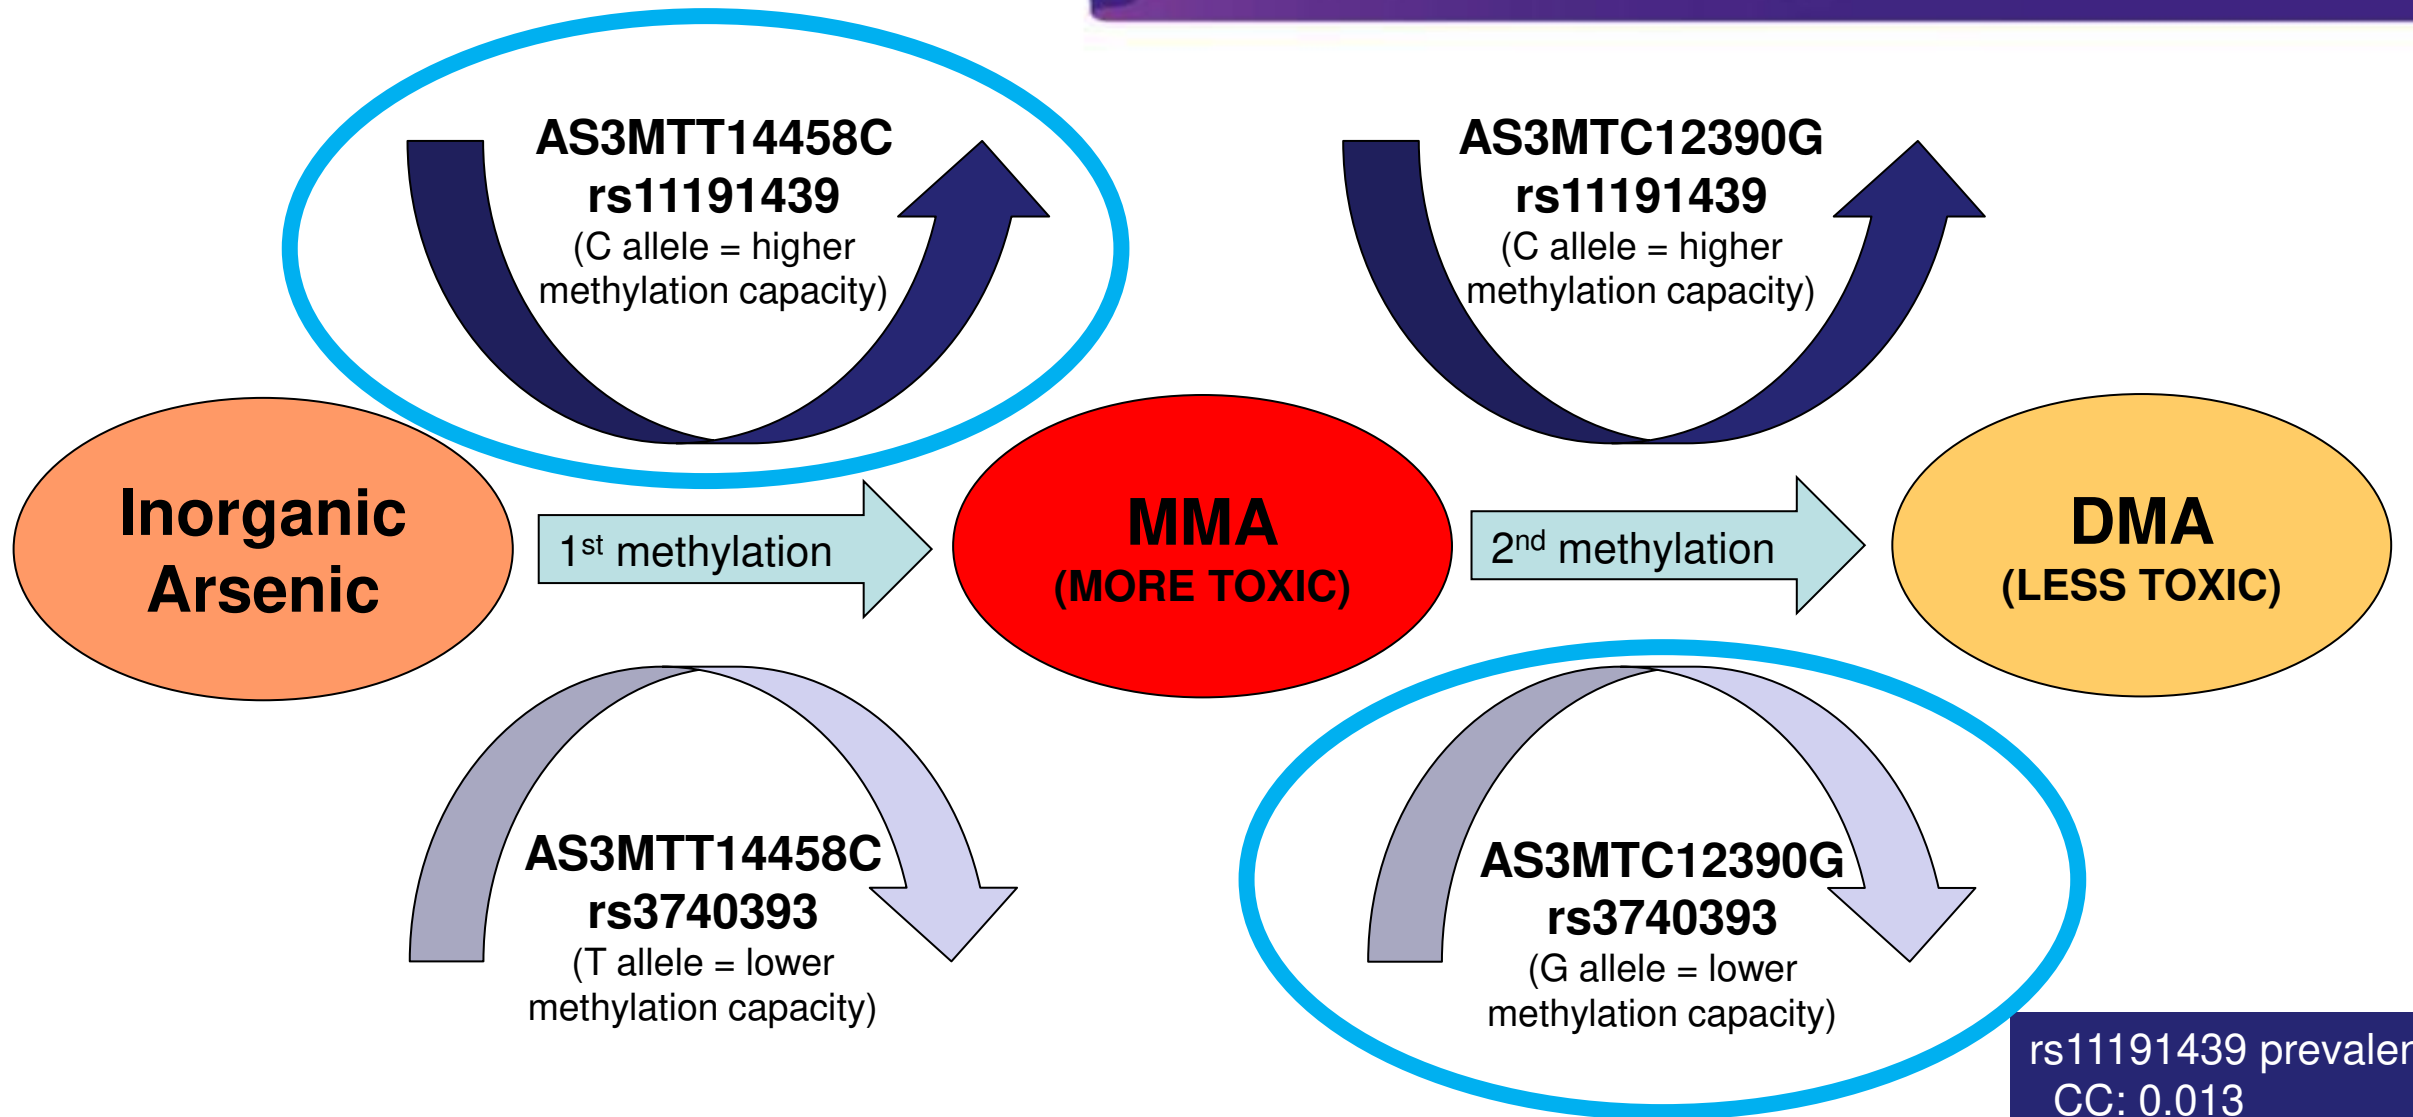 AS3MTT14458C
rs11191439
(C allele = higher
methylation capacity)
AS3MTC12390G
rs11191439
(C allele = higher
methylation capacity)
Inorganic
Arsenic
1st methylation
MMA
(MORE TOXIC)
2nd methylation
DMA
(LESS TOXIC)
AS3MTT14458C
rs3740393
(T allele = lower
methylation capacity)
AS3MTC12390G
rs3740393
(G allele = lower
methylation capacity)
rs11191439
CC: 0.013